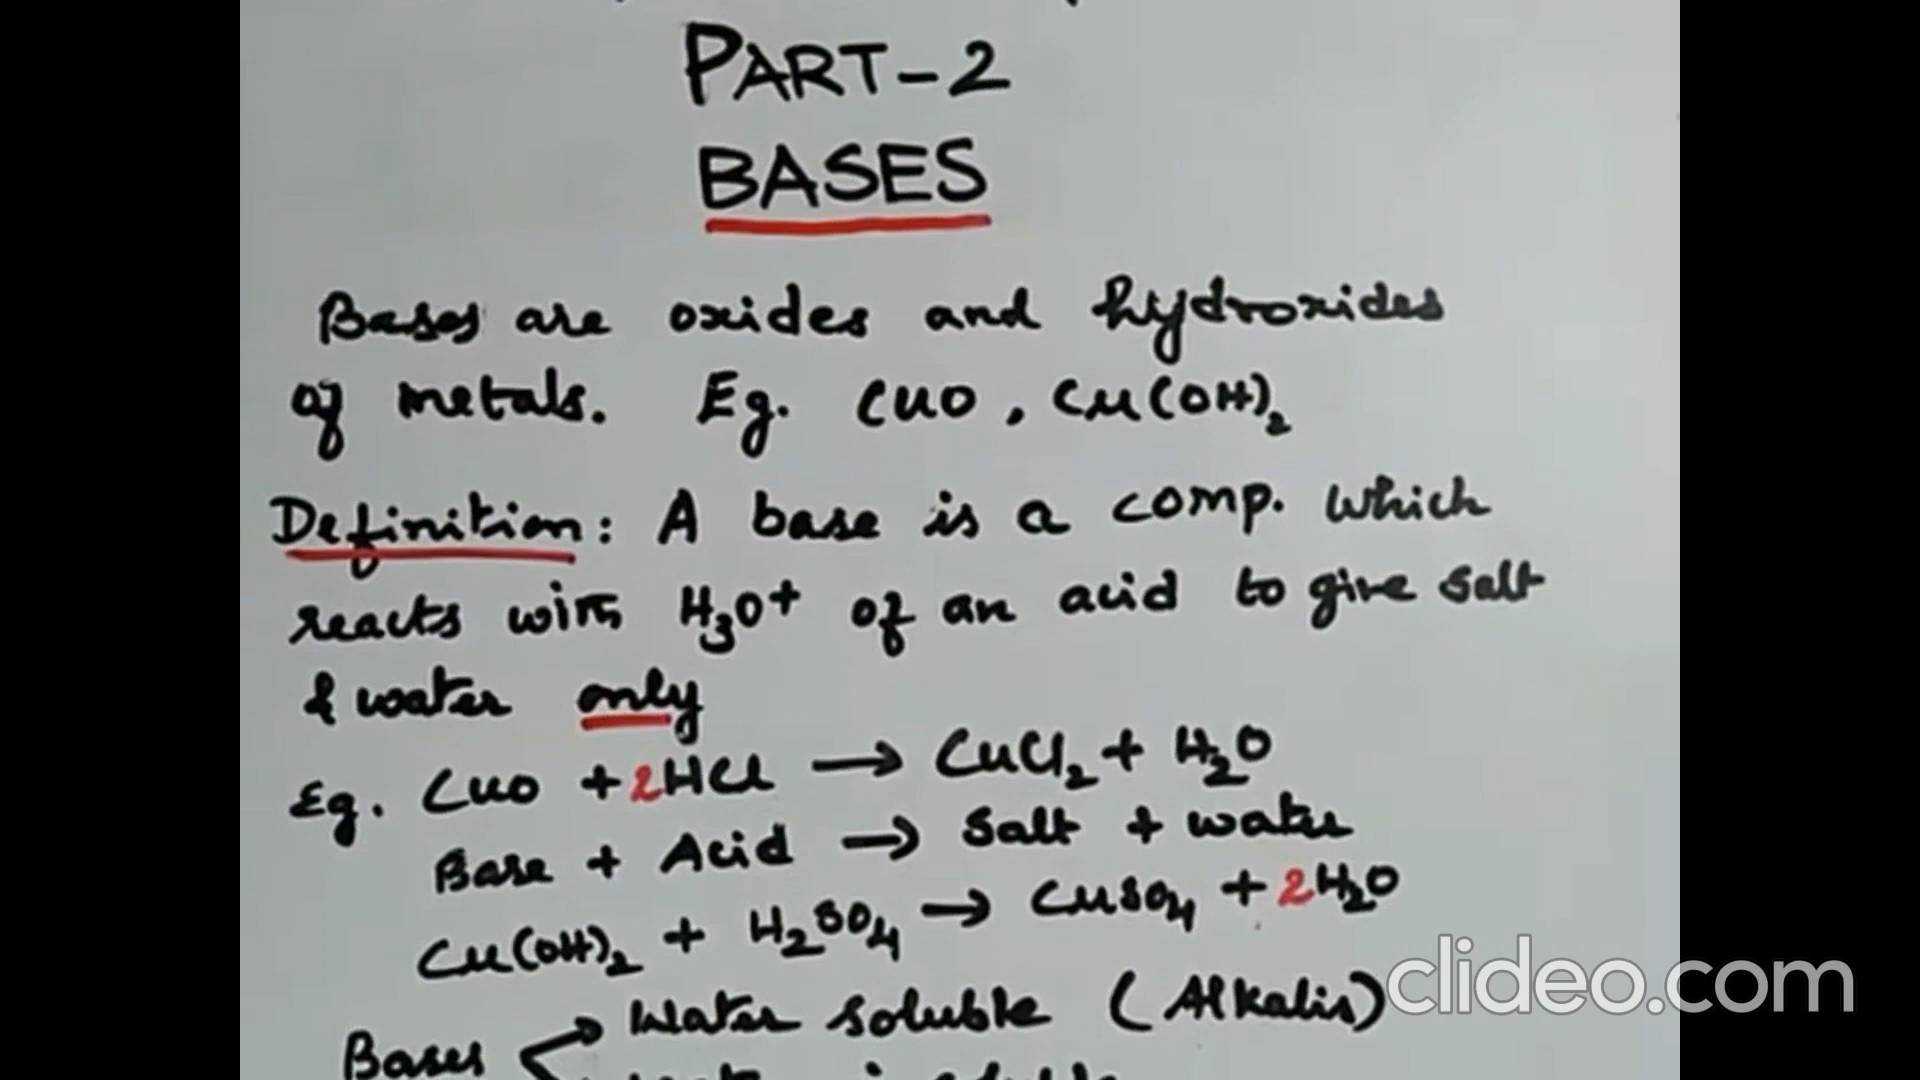 PART-2
BASES
Bases are oxides and hydroxides
of metals. Eg. CuO, Cu(OH)₂
Definition: A base is a comp. which
reacts with H₃O⁺ of an acid to give salt
& water only
Eg. CuO + 2HCl → CuCl₂ + H₂O
Base + Acid → Salt + water
Cu(OH)₂ + H₂SO₄ → CuSO₄ + 2H₂O
Bases → Water soluble (Alkalis)
clideo.com